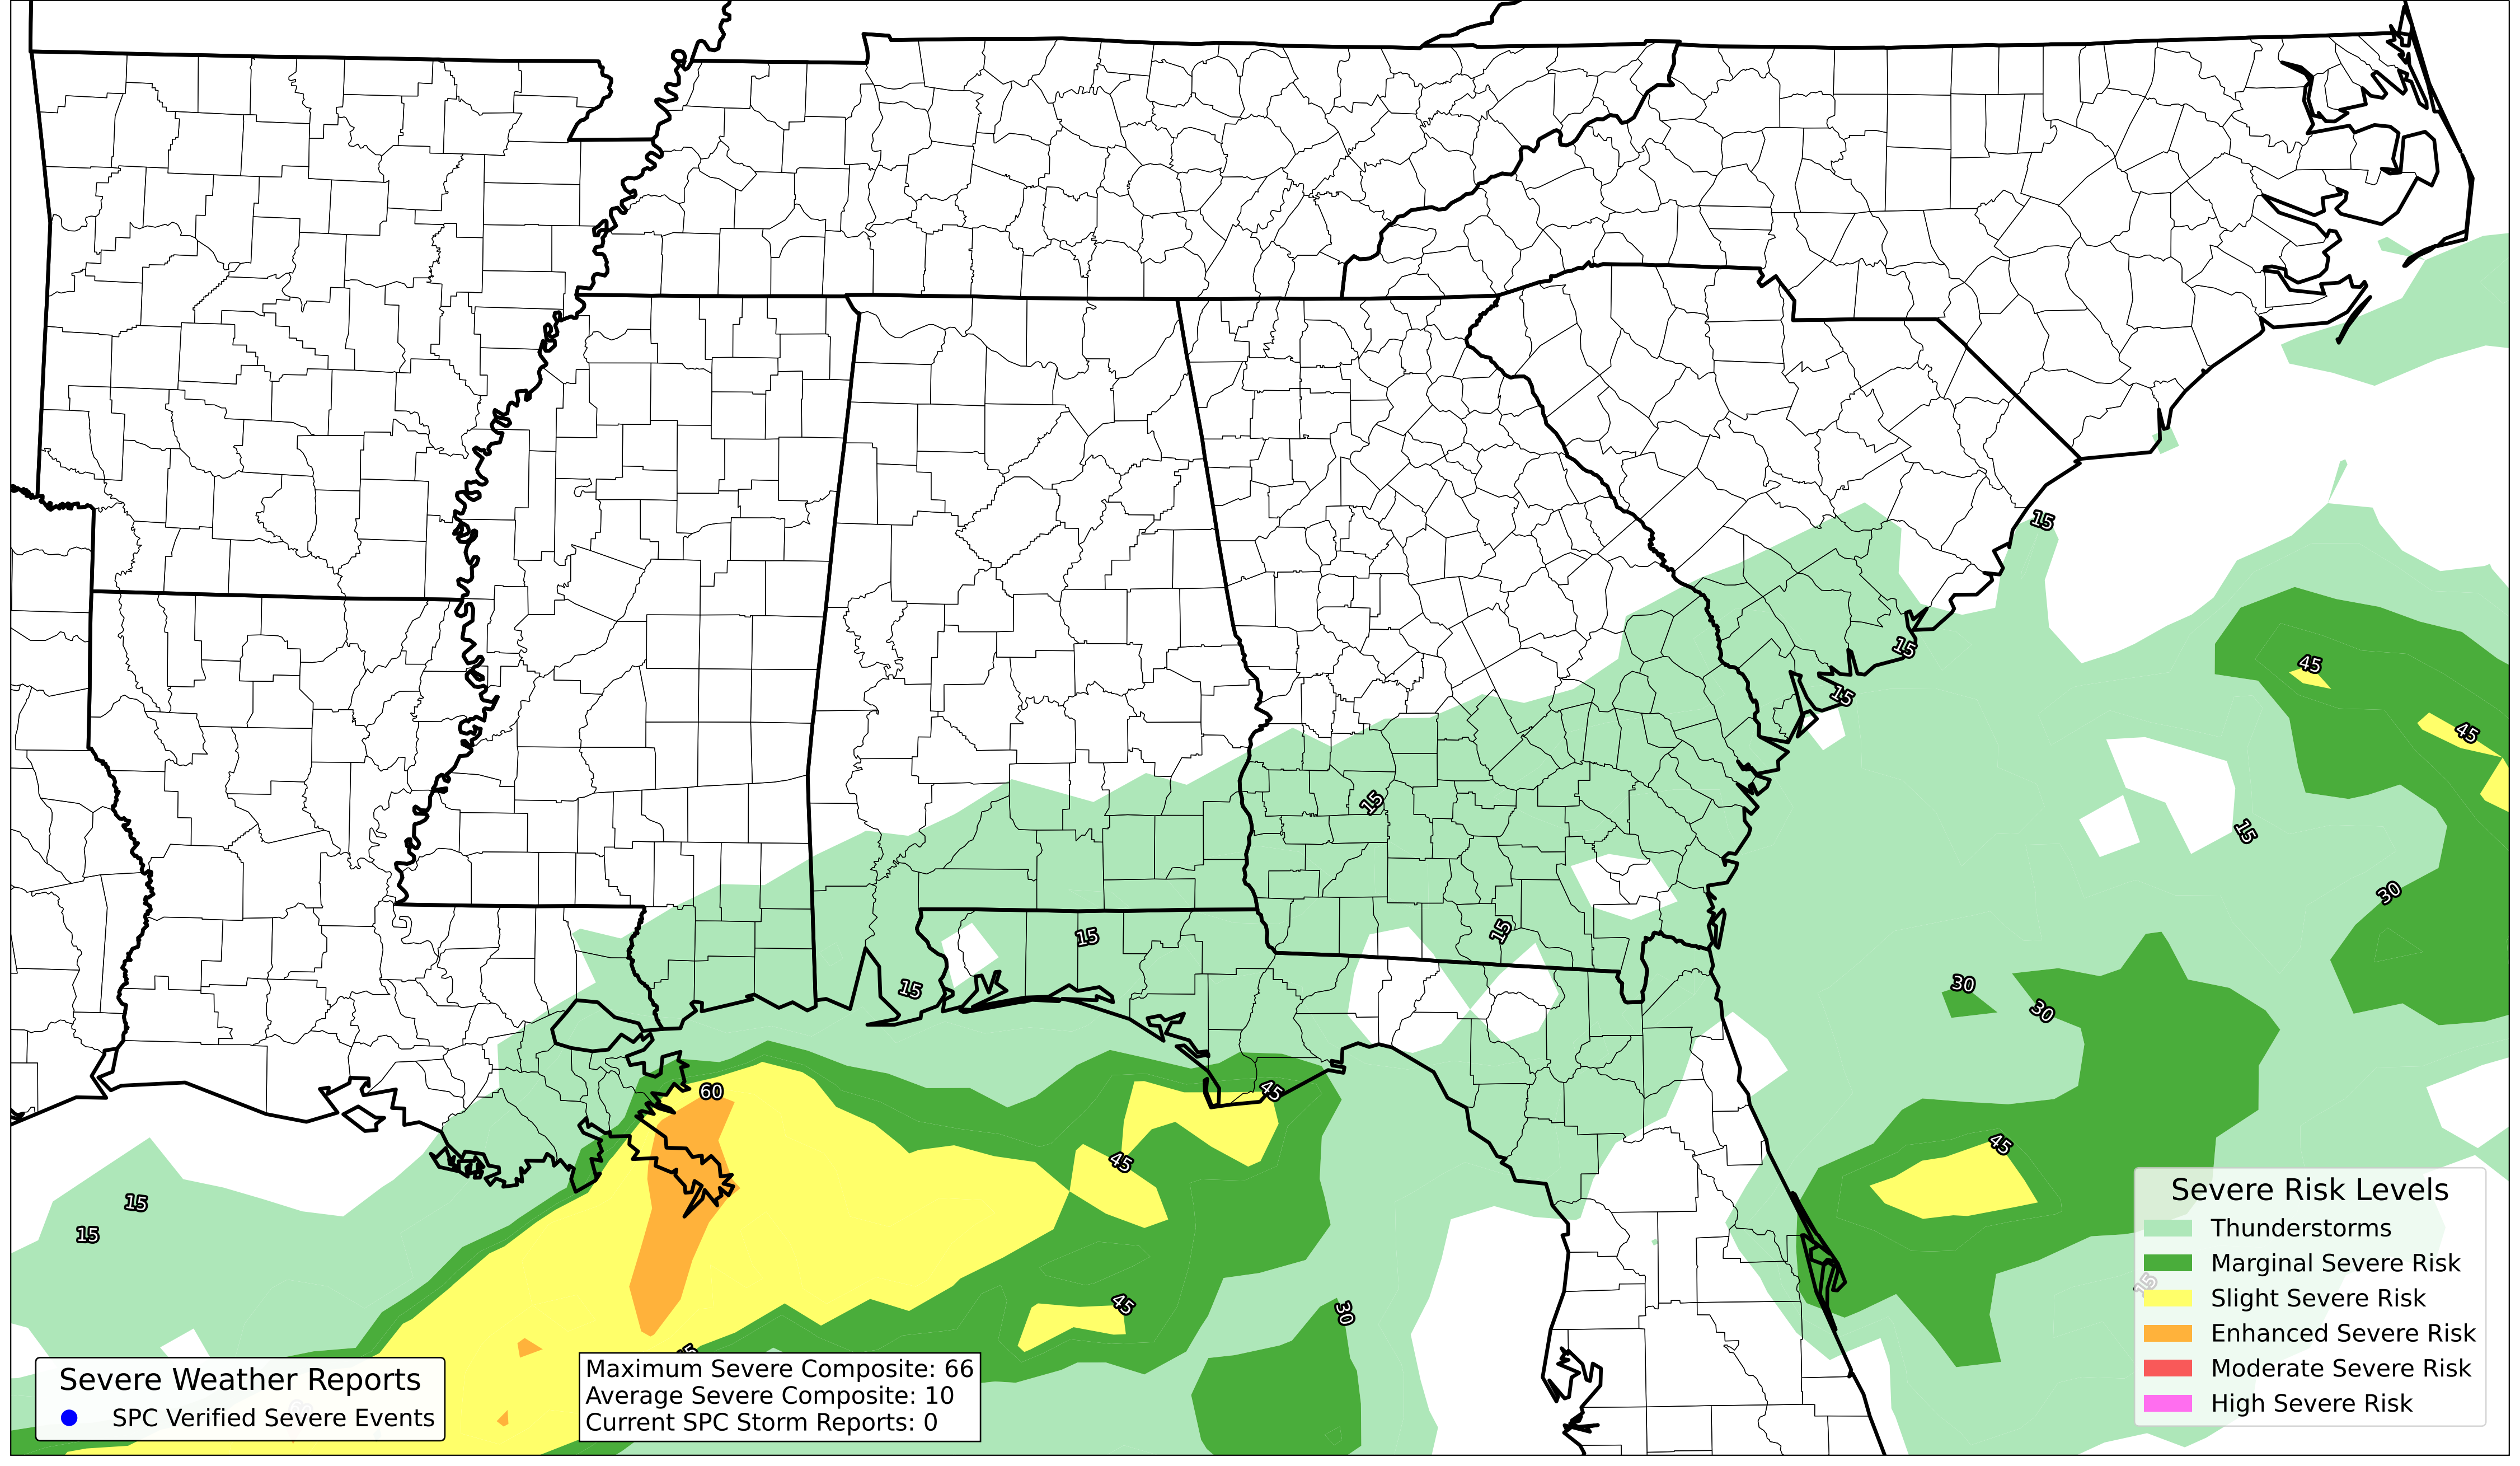 15
15
15
45
45
15
15
30
15
15
15
30
30
60
45
45
45
15
15
45
30
15
Severe Risk Levels
Thunderstorms
Marginal Severe Risk
Slight Severe Risk
Enhanced Severe Risk
Moderate Severe Risk
High Severe Risk
Severe Weather Reports
SPC Verified Severe Events
Maximum Severe Composite: 66
Average Severe Composite: 10
Current SPC Storm Reports: 0